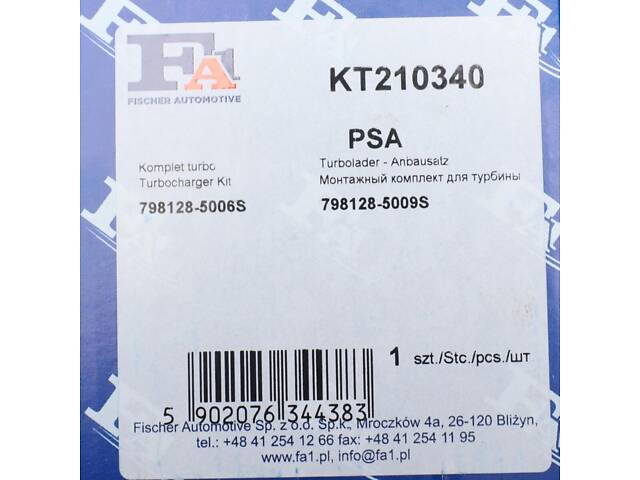 FA1
FISCHER AUTOMOTIVE
KT210340
PSA
Komplet turbo
Turbocharger Kit
798128-5006S
Turbolader - Anbausatz
Монтажный комплект для турбины
798128-5009S
1 szt./Stc./pcs./шт
5 902076 344383
Fischer Automotive Sp. z o.o. Sp.k., Mroczków 4a, 26-120 Bliżyn,
tel.: +48 41 254 12 66 fax: +48 41 254 11 95
www.fa1.pl, info@fa1.pl